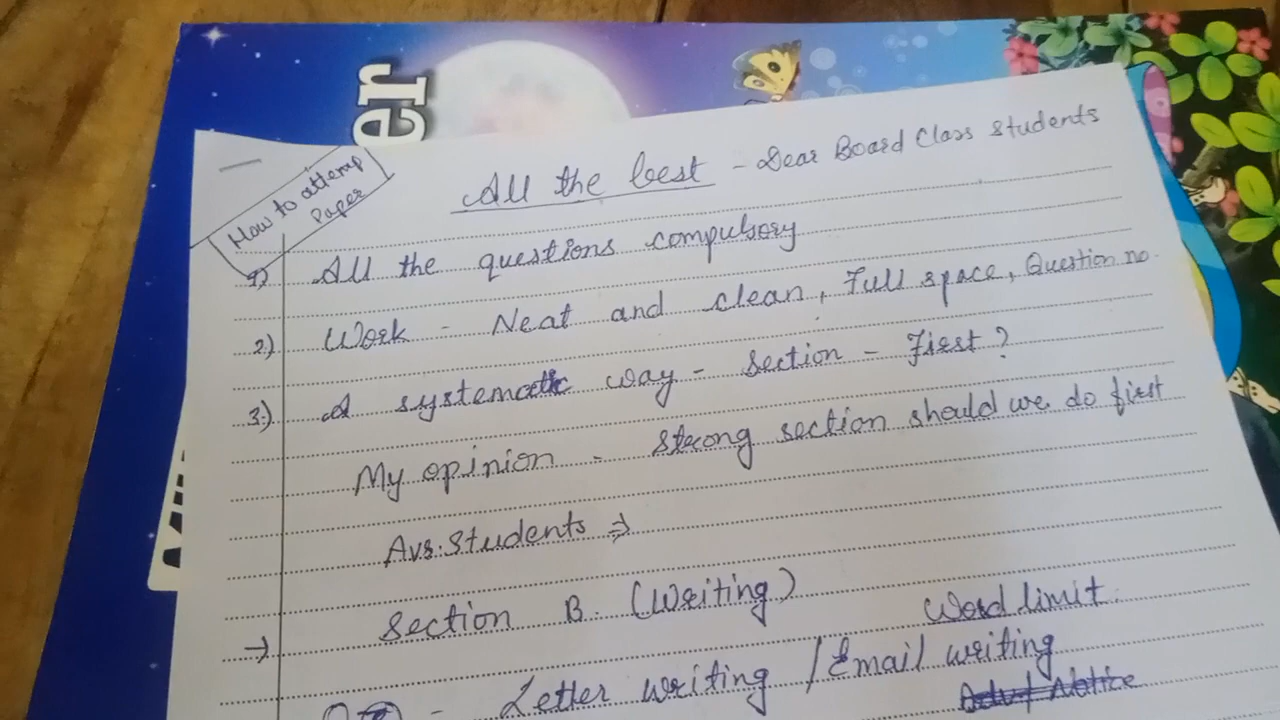 er
How to attemp
Paper
All the best - Dear Board Class students
1) All the questions compulsory
2) Work - Neat and clean, Full space, Question no.
3.) A systematic way - Section - First?
My opinion - Strong section should we do first
Avg. Students ⇒
→ Section B. (Writing)
Word limit.
Letter writing / Email writing